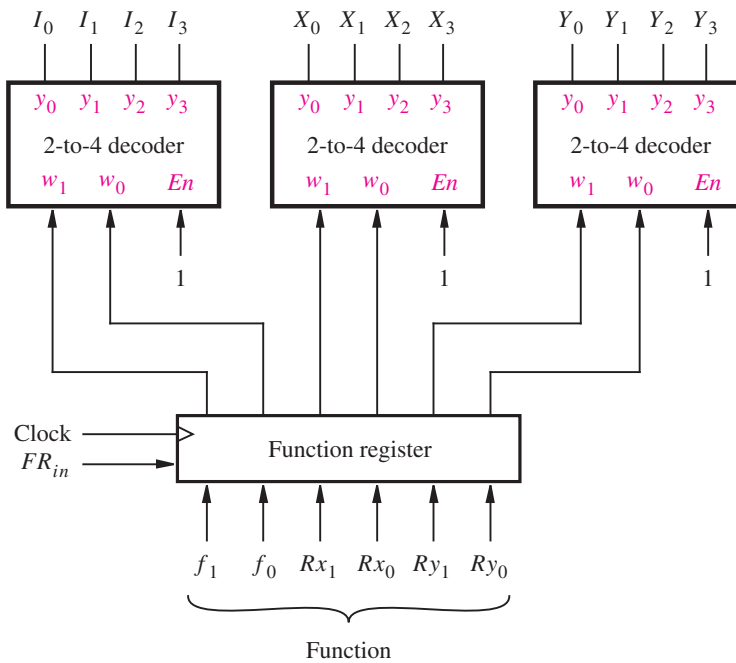 I0 I1 I2 I3 X0 X1 X2 X3 Y0 Y1 Y2 Y3
y0 y1 y2 y3 y0 y1 y2 y3 y0 y1 y2 y3
2-to-4 decoder 2-to-4 decoder 2-to-4 decoder
w1 w0 En w1 w0 En w1 w0 En
1 1 1
Clock
Function register
FRin
f1 f0 Rx1 Rx0 Ry1 Ry0
Function